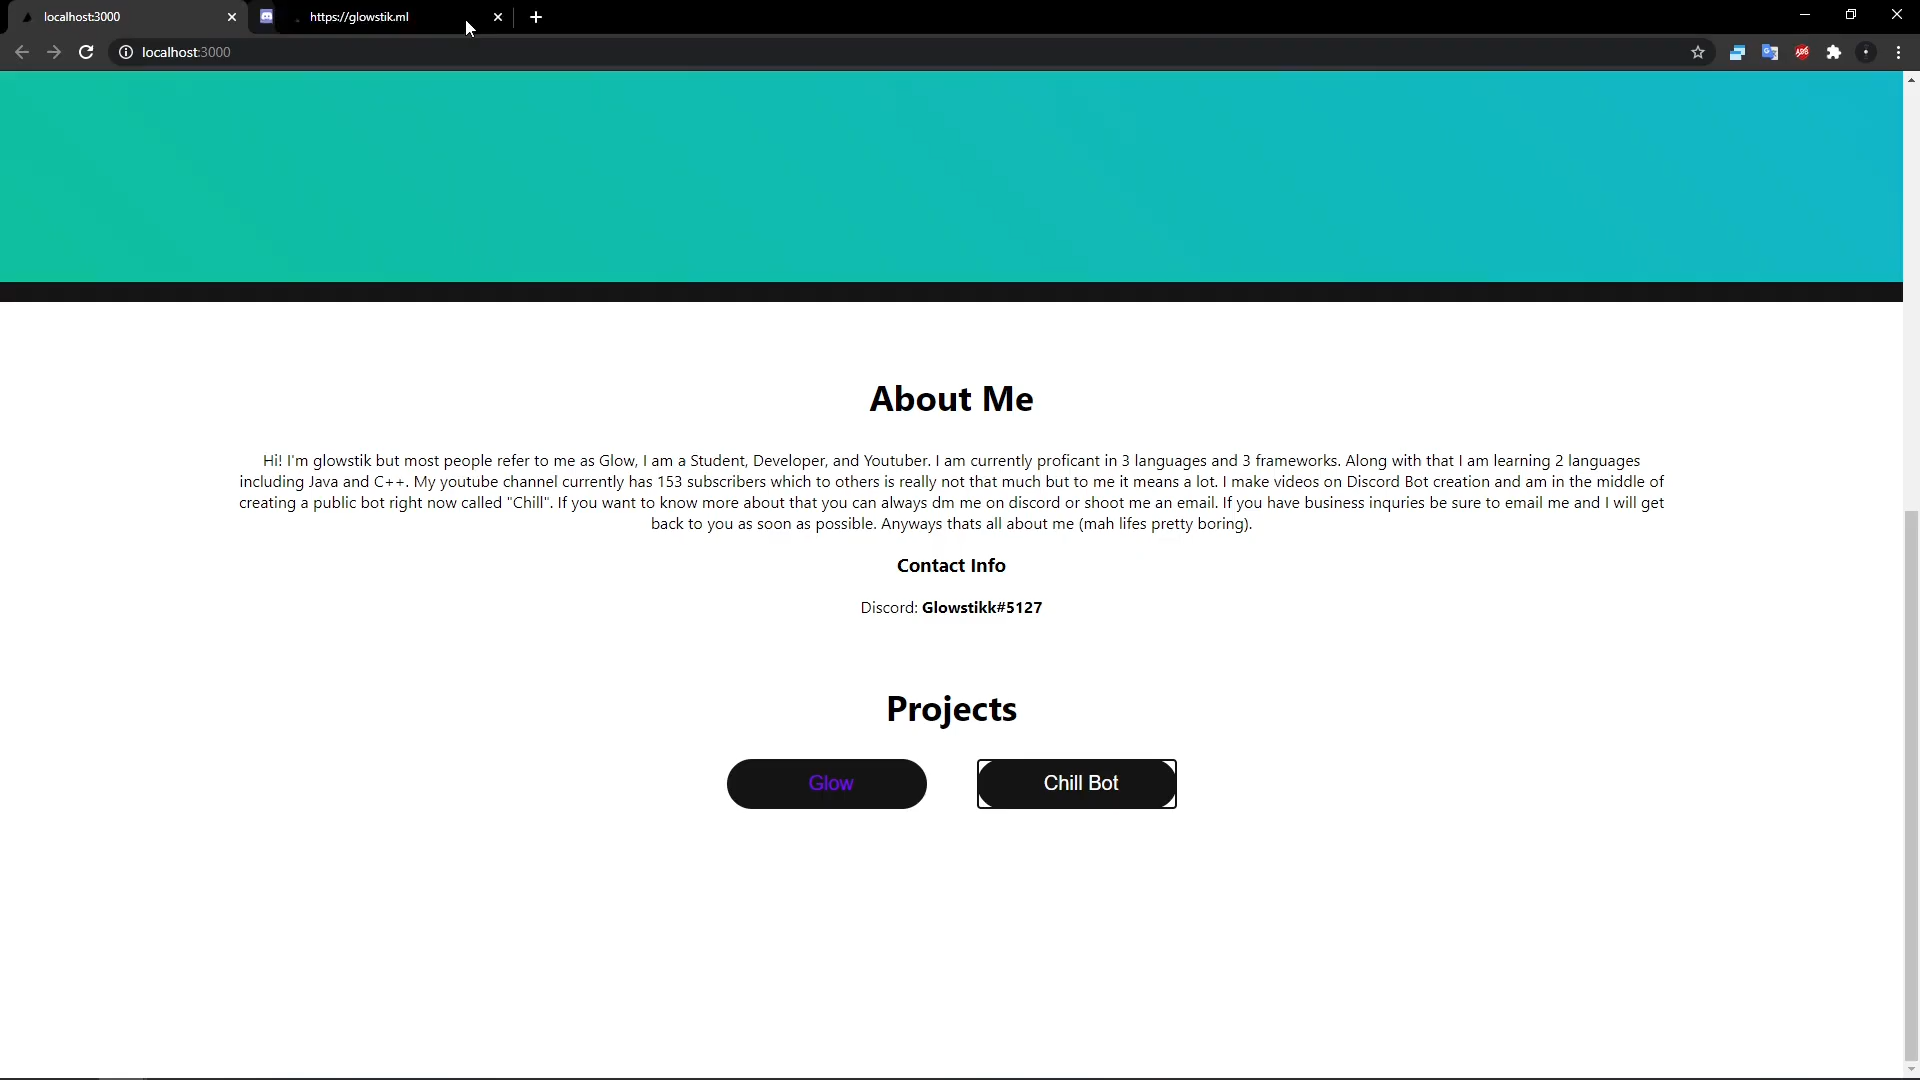 localhost:3000
https://glowstik.ml
localhost:3000
ADB
About Me
Hi! I'm glowstik but most people refer to me as Glow, I am a Student, Developer, and Youtuber. I am currently proficant in 3 languages and 3 frameworks. Along with that I am learning 2 languages
including Java and C++. My youtube channel currently has 153 subscribers which to others is really not that much but to me it means a lot. I make videos on Discord Bot creation and am in the middle of
creating a public bot right now called "Chill". If you want to know more about that you can always dm me on discord or shoot me an email. If you have business inquries be sure to email me and I will get
back to you as soon as possible. Anyways thats all about me (mah lifes pretty boring).
Contact Info
Discord: Glowstikk#5127
Projects
Glow
Chill Bot